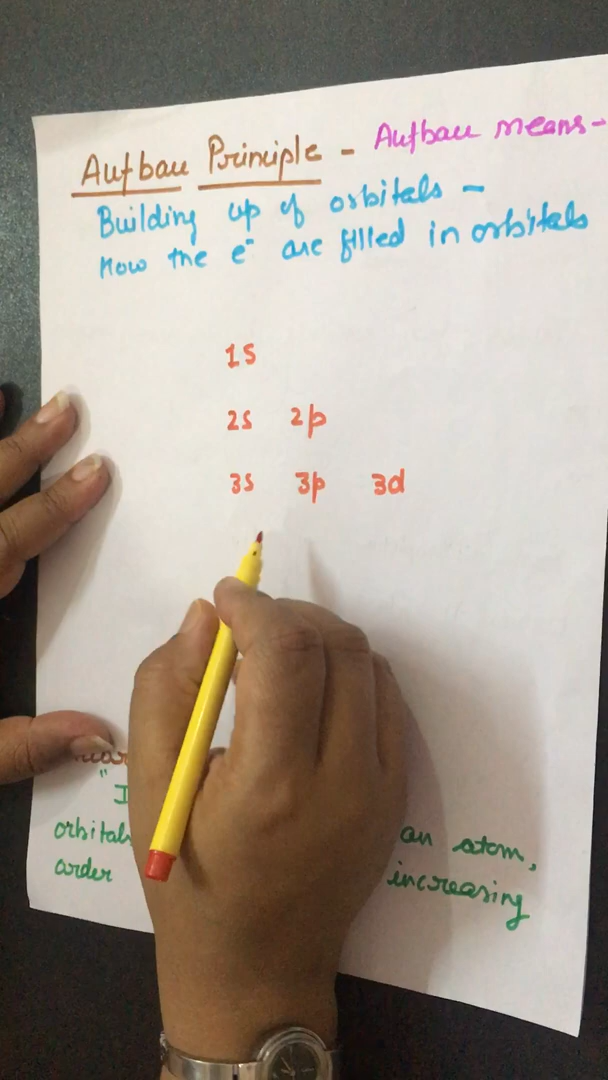 Aufbau Principle - Aufbau means -
Building up of orbitals -
How the e⁻ are filled in orbitals
1s
2s 2p
3s 3p 3d
"I
orbitals an atom,
order increasing